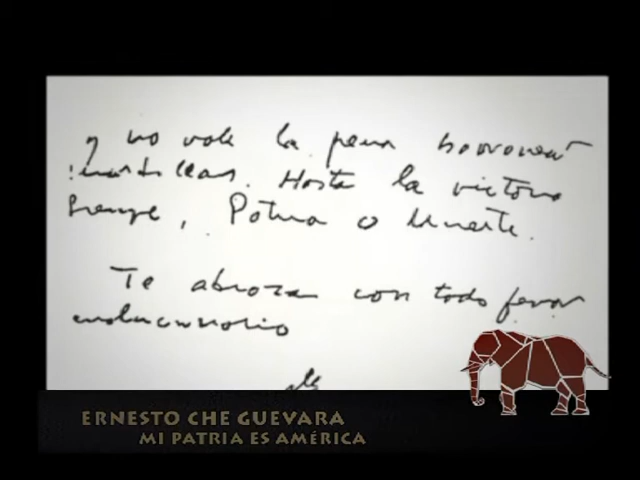 y no vale la pena borronear
cuartillas. Hasta la victoria
siempre, Patria o Muerte.
Te abraza con todo fervor
revolucionario
ERNESTO CHE GUEVARA
MI PATRIA ES AMÉRICA